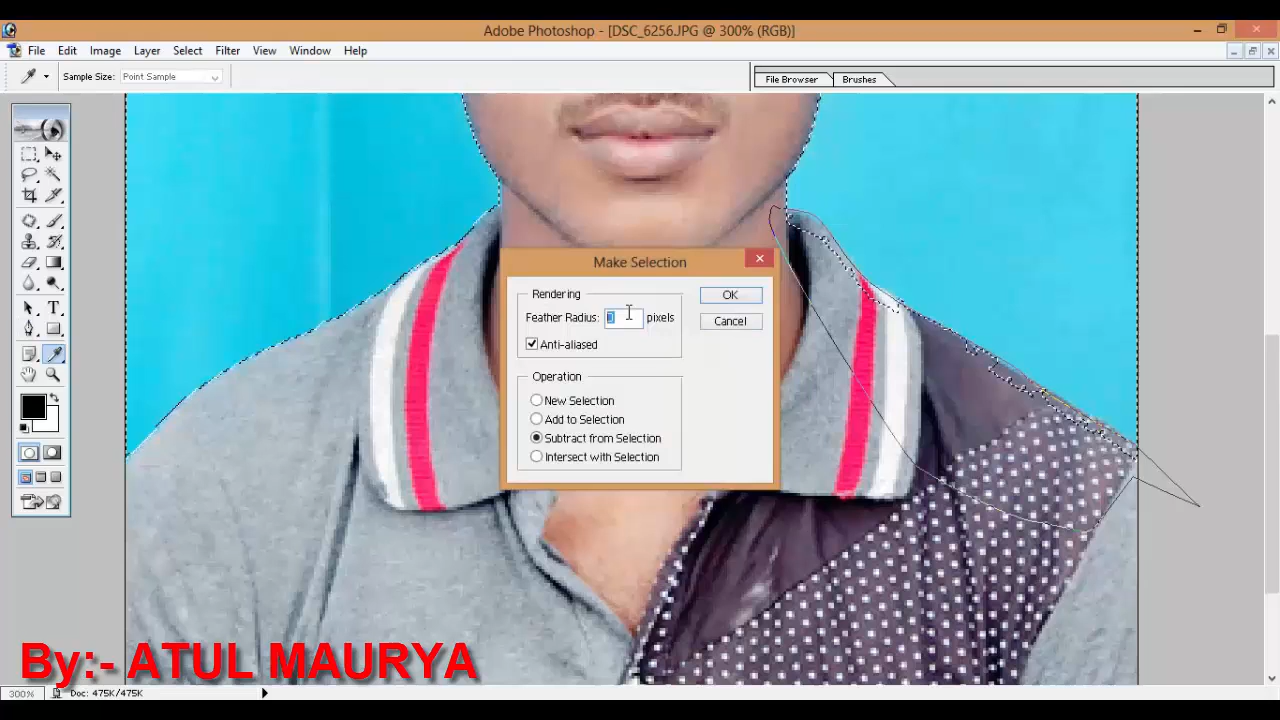 Adobe Photoshop - [DSC_6256.JPG @ 300% (RGB)]
File Edit Image Layer Select Filter View Window Help
Sample Size: Point Sample
File Browser Brushes
Make Selection
Rendering
OK
Feather Radius: pixels
Cancel
Anti-aliased
Operation
New Selection
Add to Selection
Subtract from Selection
Intersect with Selection
By:- ATUL MAURYA
300% Doc: 475K/475K